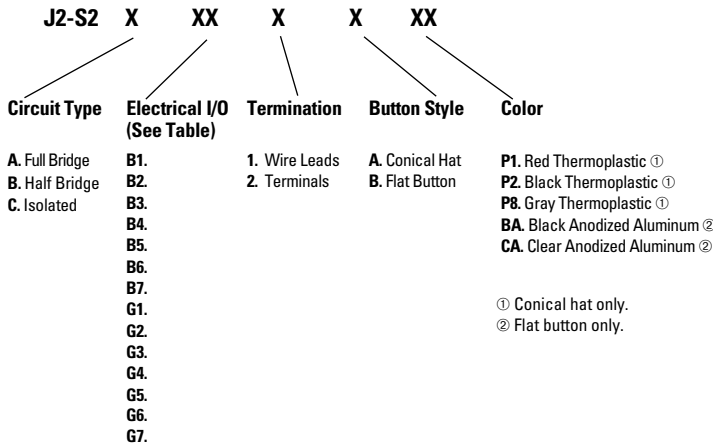 J2-S2 X XX X X XX
Circuit Type
A. Full Bridge
B. Half Bridge
C. Isolated
Electrical I/O
(See Table)
B1.
B2.
B3.
B4.
B5.
B6.
B7.
G1.
G2.
G3.
G4.
G5.
G6.
G7.
Termination
1. Wire Leads
2. Terminals
Button Style
A. Conical Hat
B. Flat Button
Color
P1. Red Thermoplastic ①
P2. Black Thermoplastic ①
P8. Gray Thermoplastic ①
BA. Black Anodized Aluminum ②
CA. Clear Anodized Aluminum ②
① Conical hat only.
② Flat button only.